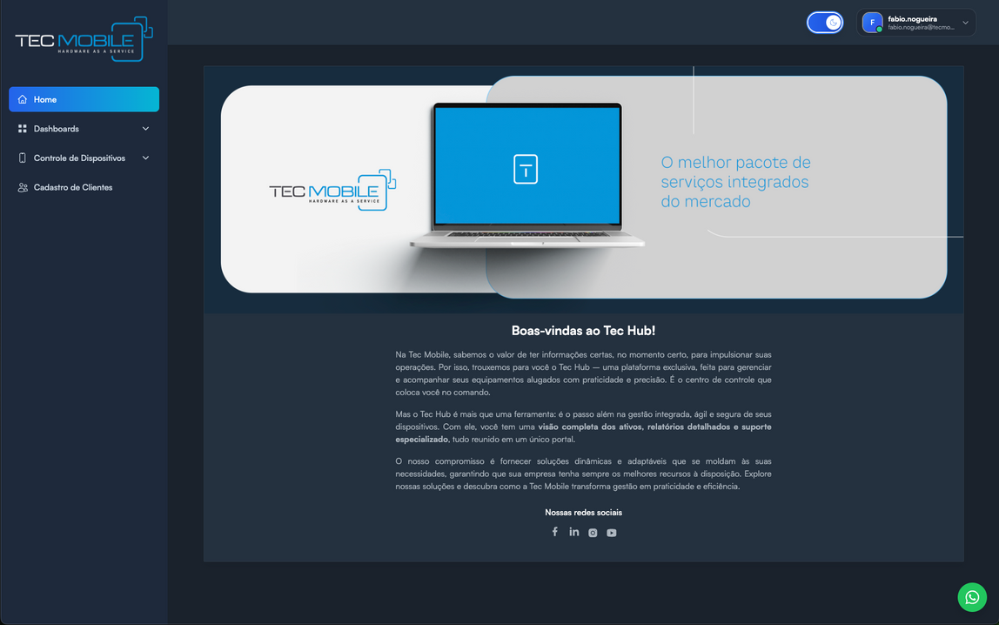 TEC MOBILE
HARDWARE AS A SERVICE
F
fabio.nogueira
fabio.nogueira@tecmo...
Home
Dashboards
Controle de Dispositivos
Cadastro de Clientes
TEC MOBILE
HARDWARE AS A SERVICE
T
O melhor pacote de
serviços integrados
do mercado
Boas-vindas ao Tec Hub!
Na Tec Mobile, sabemos o valor de ter informações certas, no momento certo, para impulsionar suas
operações. Por isso, trouxemos para você o Tec Hub – uma plataforma exclusiva, feita para gerenciar
e acompanhar seus equipamentos alugados com praticidade e precisão. É o centro de controle que
coloca você no comando.
Mas o Tec Hub é mais que uma ferramenta: é o passo além na gestão integrada, ágil e segura de seus
dispositivos. Com ele, você tem uma visão completa dos ativos, relatórios detalhados e suporte
especializado, tudo reunido em um único portal.
O nosso compromisso é fornecer soluções dinâmicas e adaptáveis que se moldam às suas
necessidades, garantindo que sua empresa tenha sempre os melhores recursos à disposição. Explore
nossas soluções e descubra como a Tec Mobile transforma gestão em praticidade e eficiência.
Nossas redes sociais